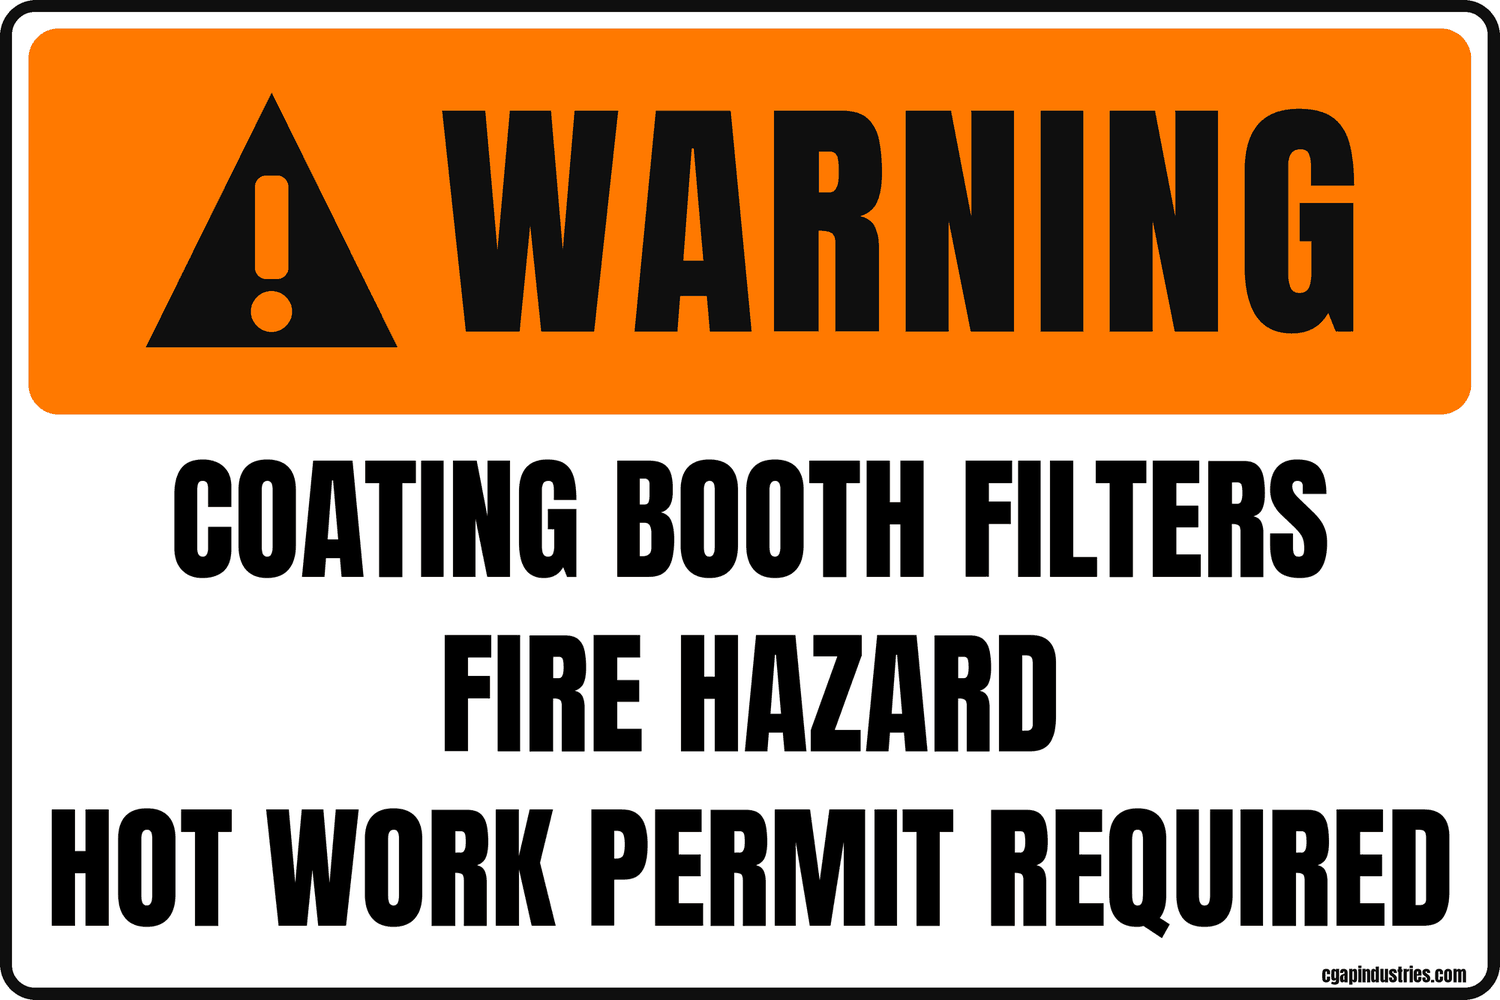 WARNING
COATING BOOTH FILTERS
FIRE HAZARD
HOT WORK PERMIT REQUIRED
cgapindustries.com